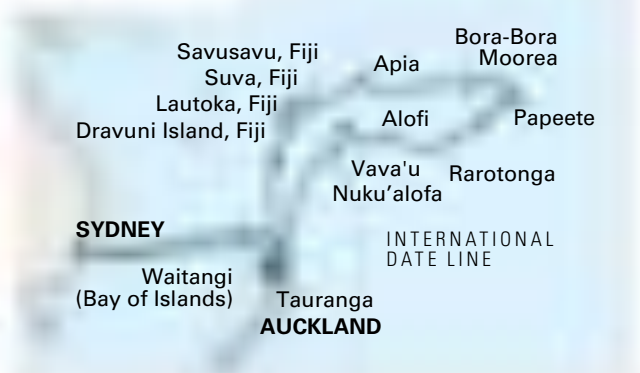 Savusavu, Fiji
Suva, Fiji
Lautoka, Fiji
Dravuni Island, Fiji
Apia
Bora-Bora
Moorea
Alofi
Papeete
Vava'u
Nuku’alofa
Rarotonga
SYDNEY
INTERNATIONAL
DATE LINE
Waitangi
(Bay of Islands)
Tauranga
AUCKLAND